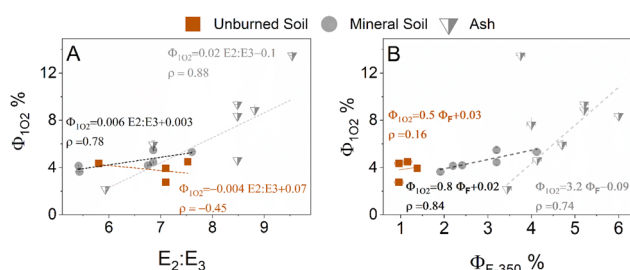 Unburned Soil Mineral Soil Ash
A
Φ1O2=0.02 E2:E3−0.1
ρ = 0.88
Φ1O2=0.006 E2:E3+0.003
ρ = 0.78
Φ1O2=−0.004 E2:E3+0.07
ρ = −0.45
Φ1O2 %
16
12
8
4
0
6 7 8 9
E2:E3
B
Φ1O2=0.5 ΦF+0.03
ρ = 0.16
Φ1O2=0.8 ΦF+0.02
ρ = 0.84
Φ1O2=3.2 ΦF−0.09
ρ = 0.74
Φ1O2 %
16
12
8
4
0
1 2 3 4 5 6
ΦF,350 %